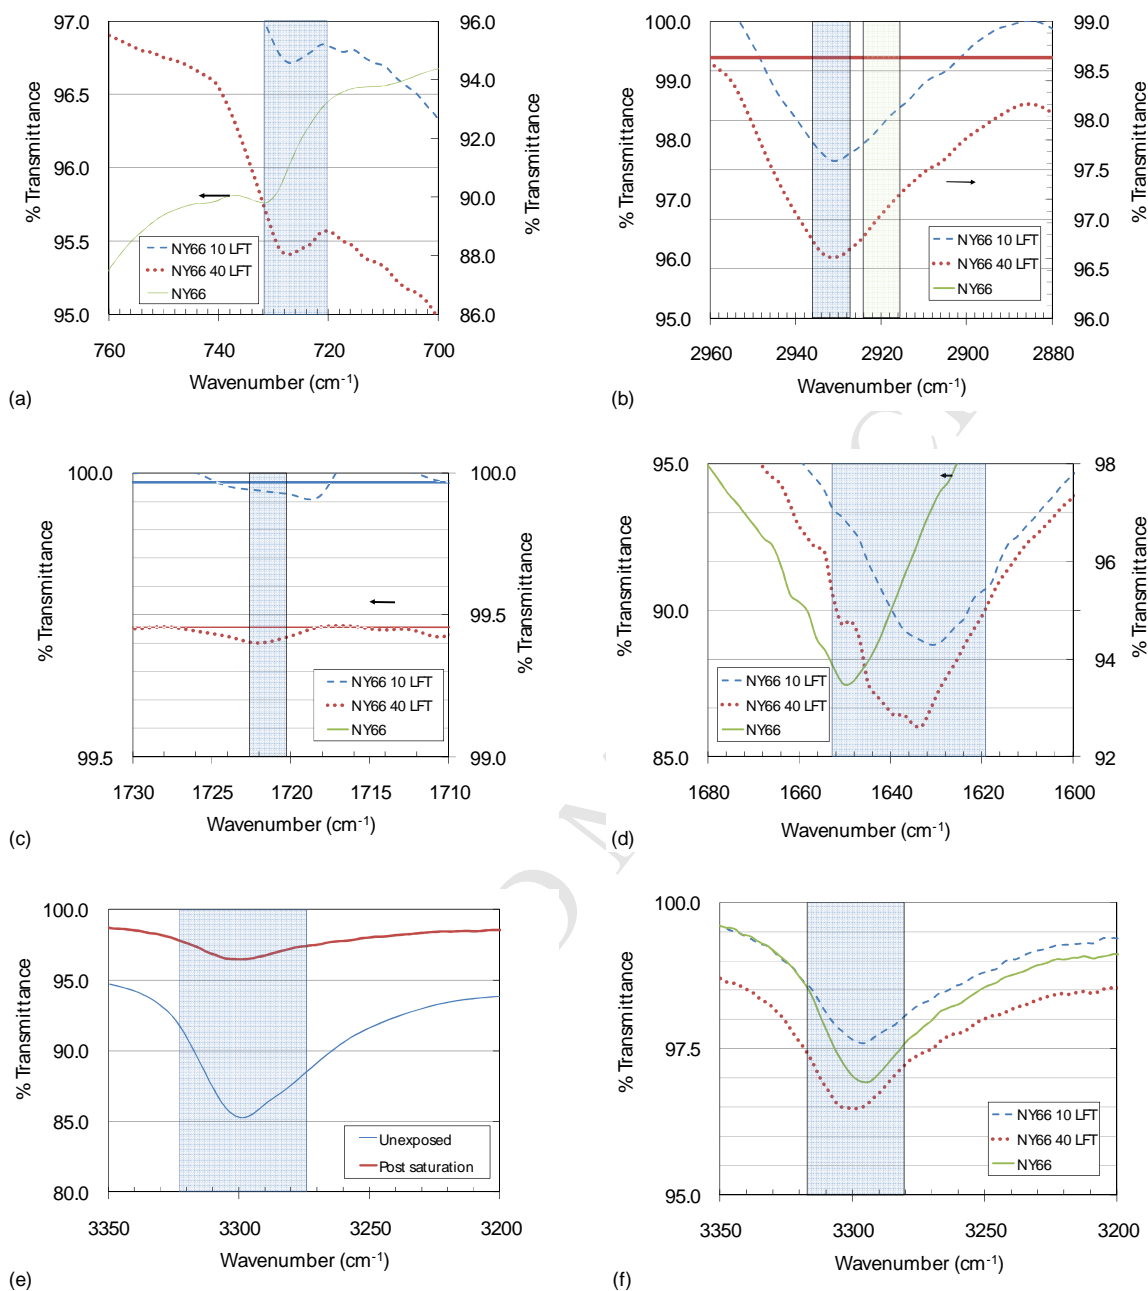 97.0
96.5
96.0
95.5
95.0
% Transmittance
96.0
94.0
92.0
90.0
88.0
86.0
% Transmittance
NY66 10 LFT
NY66 40 LFT
NY66
760
740
720
700
Wavenumber (cm-1)
(a)
100.0
99.0
98.0
97.0
96.0
95.0
% Transmittance
99.0
98.5
98.0
97.5
97.0
96.5
96.0
% Transmittance
NY66 10 LFT
NY66 40 LFT
NY66
2960
2940
2920
2900
2880
Wavenumber (cm-1)
(b)
100.0
99.5
% Transmittance
100.0
99.5
99.0
% Transmittance
NY66 10 LFT
NY66 40 LFT
NY66
1730
1725
1720
1715
1710
Wavenumber (cm-1)
(c)
95.0
90.0
85.0
% Transmittance
98
96
94
92
% Transmittance
NY66 10 LFT
NY66 40 LFT
NY66
1680
1660
1640
1620
1600
Wavenumber (cm-1)
(d)
100.0
95.0
90.0
85.0
80.0
% Transmittance
Unexposed
Post saturation
3350
3300
3250
3200
Wavenumber (cm-1)
(e)
100.0
97.5
95.0
% Transmittance
NY66 10 LFT
NY66 40 LFT
NY66
3350
3300
3250
3200
Wavenumber (cm-1)
(f)